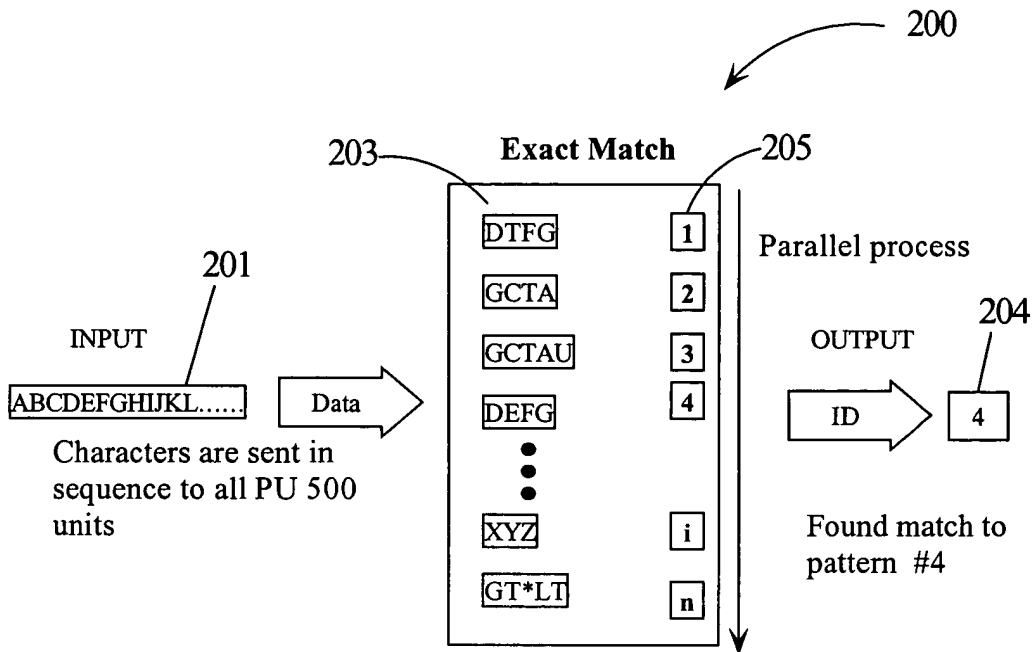 200
203
Exact Match
205
DTFG
1
Parallel process
201
GCTA
2
204
INPUT
GCTAU
3
OUTPUT
ABCDEFGHIJKL......
Data
DEFG
4
ID
4
Characters are sent in
sequence to all PU 500
units
XYZ
i
Found match to
pattern #4
GT*LT
n